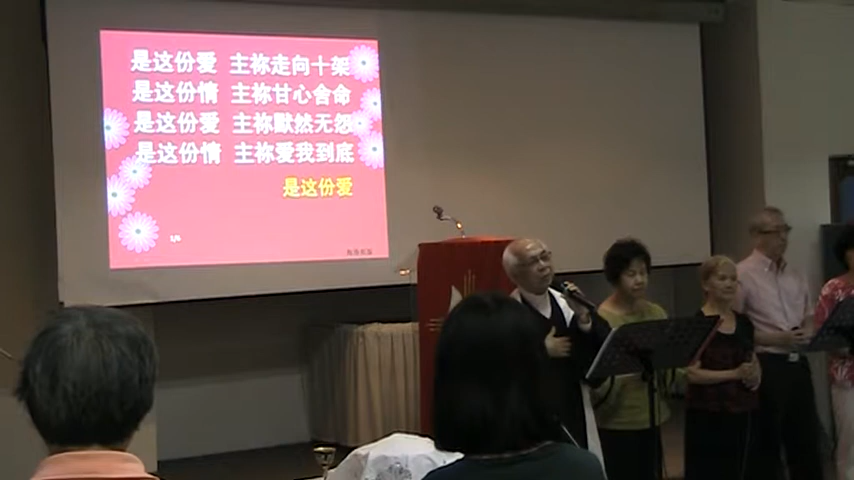 是这份爱 主祢走向十架
是这份情 主祢甘心舍命
是这份爱 主祢默然无怨
是这份情 主祢爱我到底
是这份爱
1/6